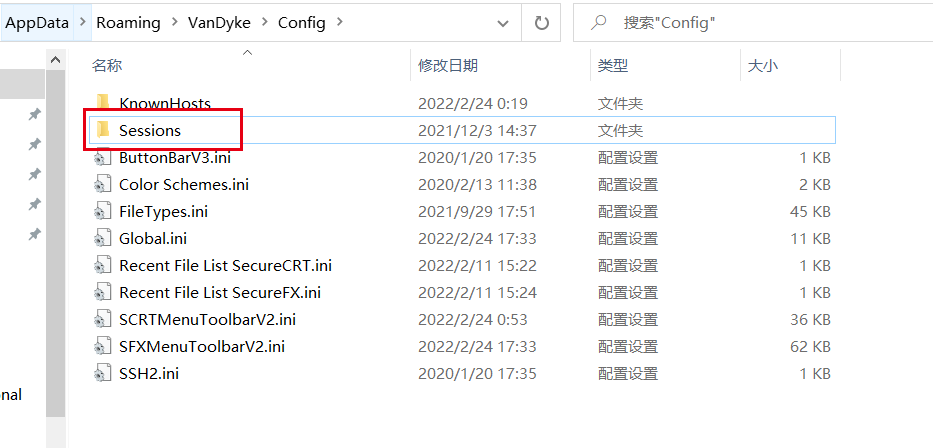 AppData > Roaming > VanDyke > Config > 搜索"Config"
名称 修改日期 类型 大小
KnownHosts 2022/2/24 0:19 文件夹
Sessions 2021/12/3 14:37 文件夹
ButtonBarV3.ini 2020/1/20 17:35 配置设置 1 KB
Color Schemes.ini 2020/2/13 11:38 配置设置 2 KB
FileTypes.ini 2021/9/29 17:51 配置设置 45 KB
Global.ini 2022/2/24 17:33 配置设置 11 KB
Recent File List SecureCRT.ini 2022/2/11 15:22 配置设置 1 KB
Recent File List SecureFX.ini 2022/2/11 15:24 配置设置 1 KB
SCRTMenuToolbarV2.ini 2022/2/24 0:53 配置设置 36 KB
SFXMenuToolbarV2.ini 2022/2/24 17:33 配置设置 62 KB
SSH2.ini 2020/1/20 17:35 配置设置 1 KB
onal